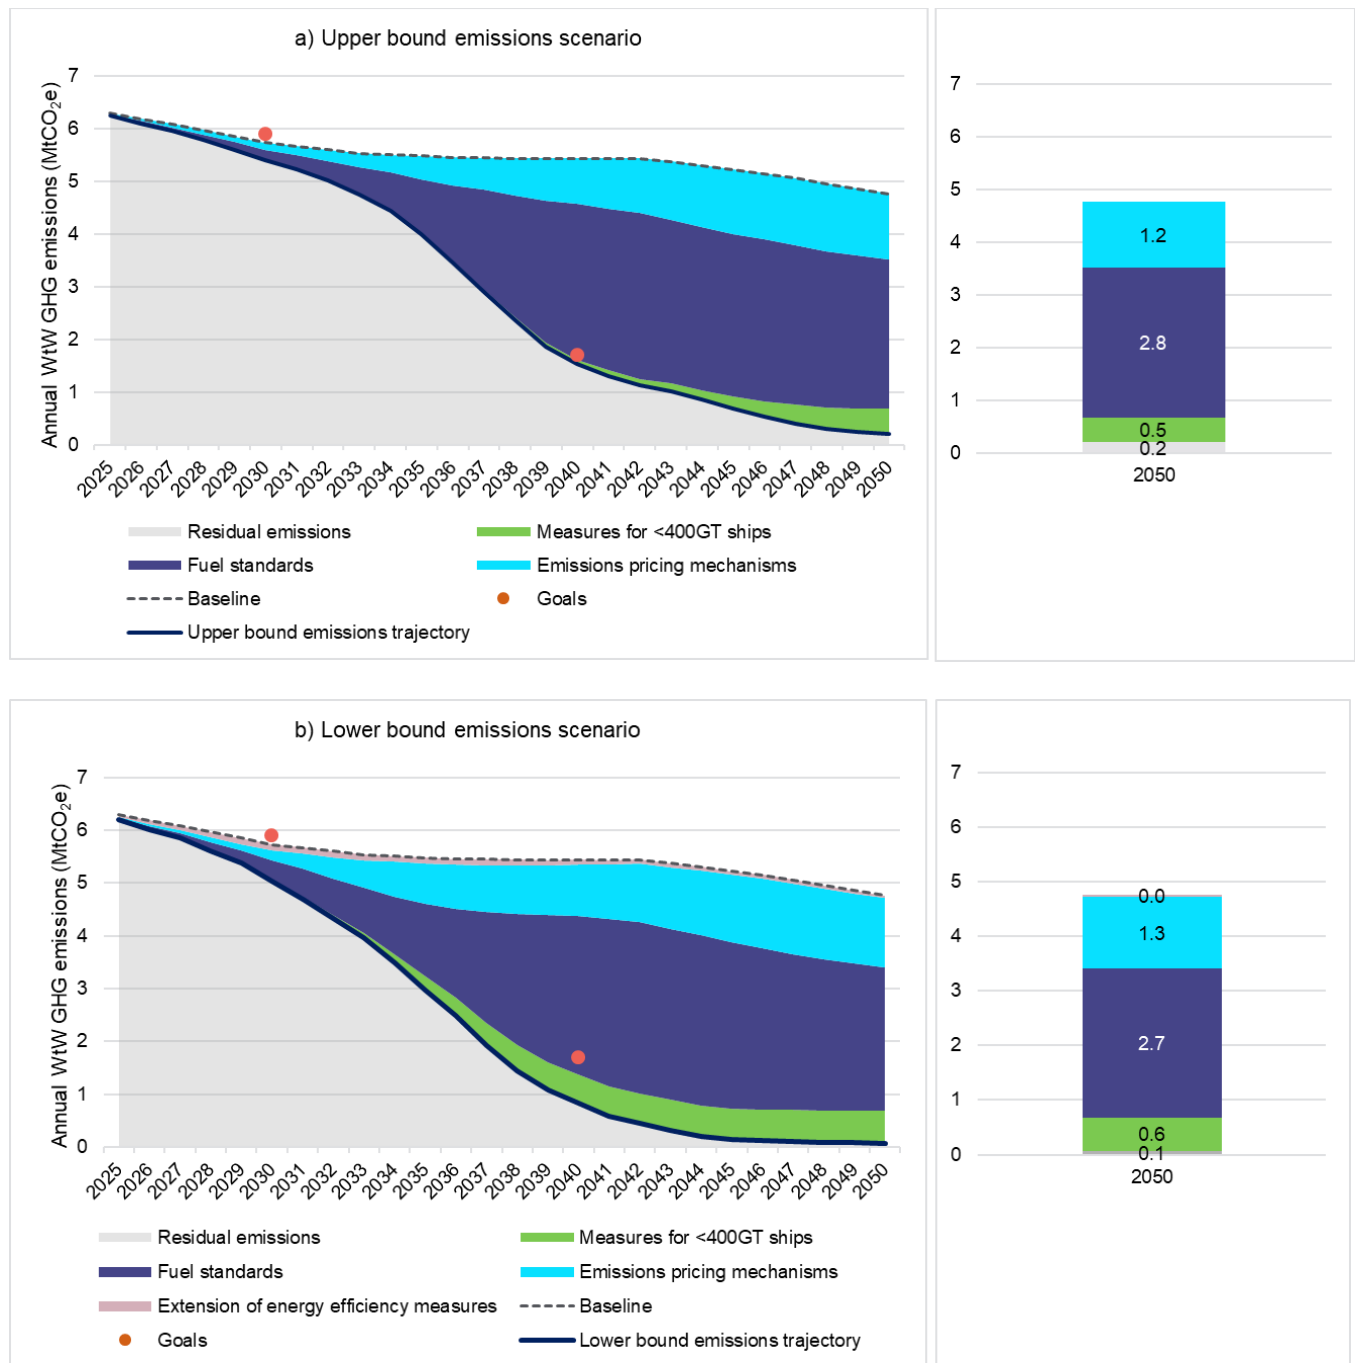 a) Upper bound emissions scenario
Annual WtW GHG emissions (MtCO₂e)
7
6
5
4
3
2
1
0
2025 2026 2027 2028 2029 2030 2031 2032 2033 2034 2035 2036 2037 2038 2039 2040 2041 2042 2043 2044 2045 2046 2047 2048 2049 2050
Residual emissions
Measures for <400GT ships
Fuel standards
Emissions pricing mechanisms
Baseline
Goals
Upper bound emissions trajectory
7
6
5
4
3
2
1
0
1.2
2.8
0.5
0.2
2050
b) Lower bound emissions scenario
Annual WtW GHG emissions (MtCO₂e)
7
6
5
4
3
2
1
0
2025 2026 2027 2028 2029 2030 2031 2032 2033 2034 2035 2036 2037 2038 2039 2040 2041 2042 2043 2044 2045 2046 2047 2048 2049 2050
Residual emissions
Measures for <400GT ships
Fuel standards
Emissions pricing mechanisms
Extension of energy efficiency measures
Baseline
Goals
Lower bound emissions trajectory
7
6
5
4
3
2
1
0
0.0
1.3
2.7
0.6
0.1
2050